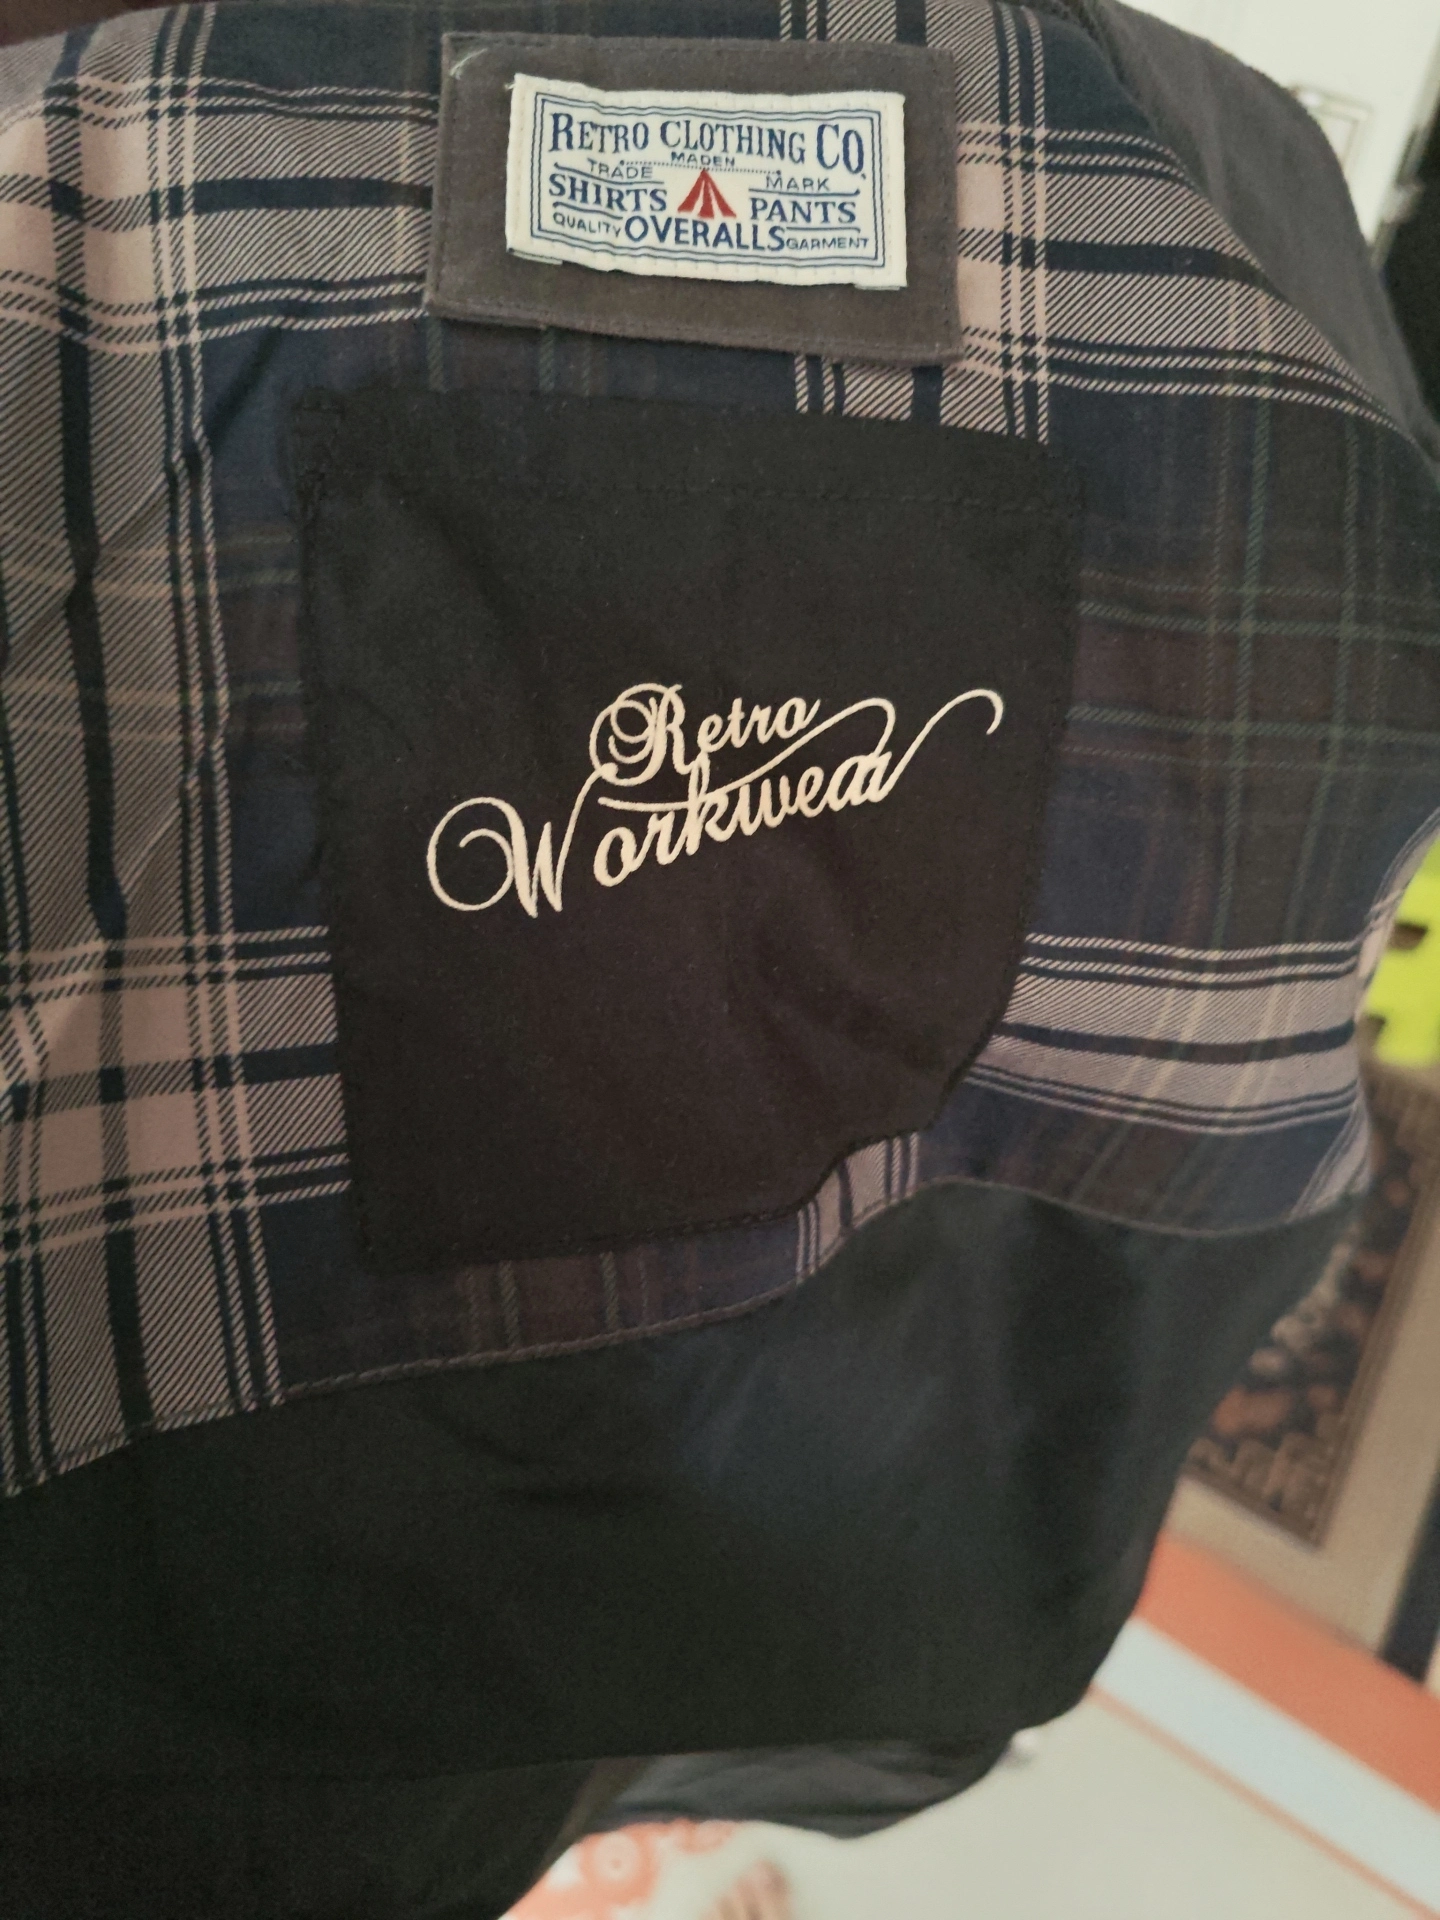 RETRO CLOTHING CO.
MADEN
TRADE MARK
SHIRTS PANTS
QUALITY OVERALLS GARMENT
Retro
Workwear